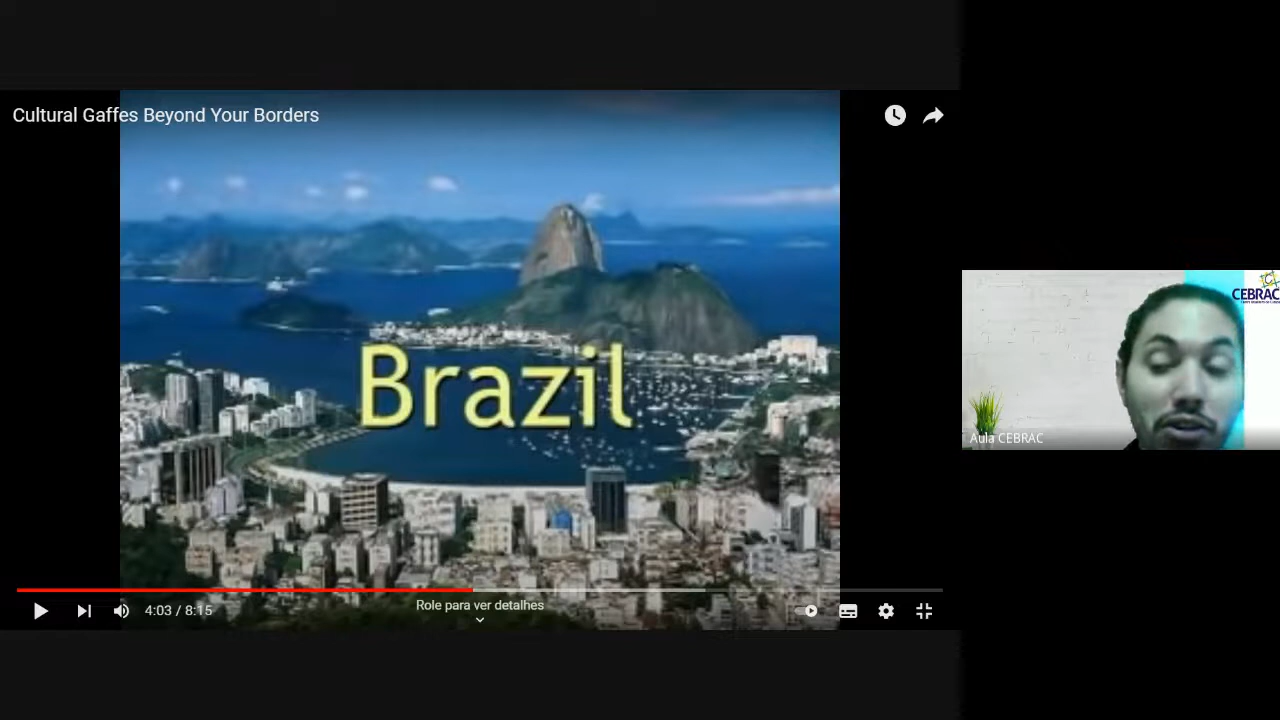 Cultural Gaffes Beyond Your Borders
Brazil
4:03 / 8:15
Role para ver detalhes
CEBRAC
Aula CEBRAC